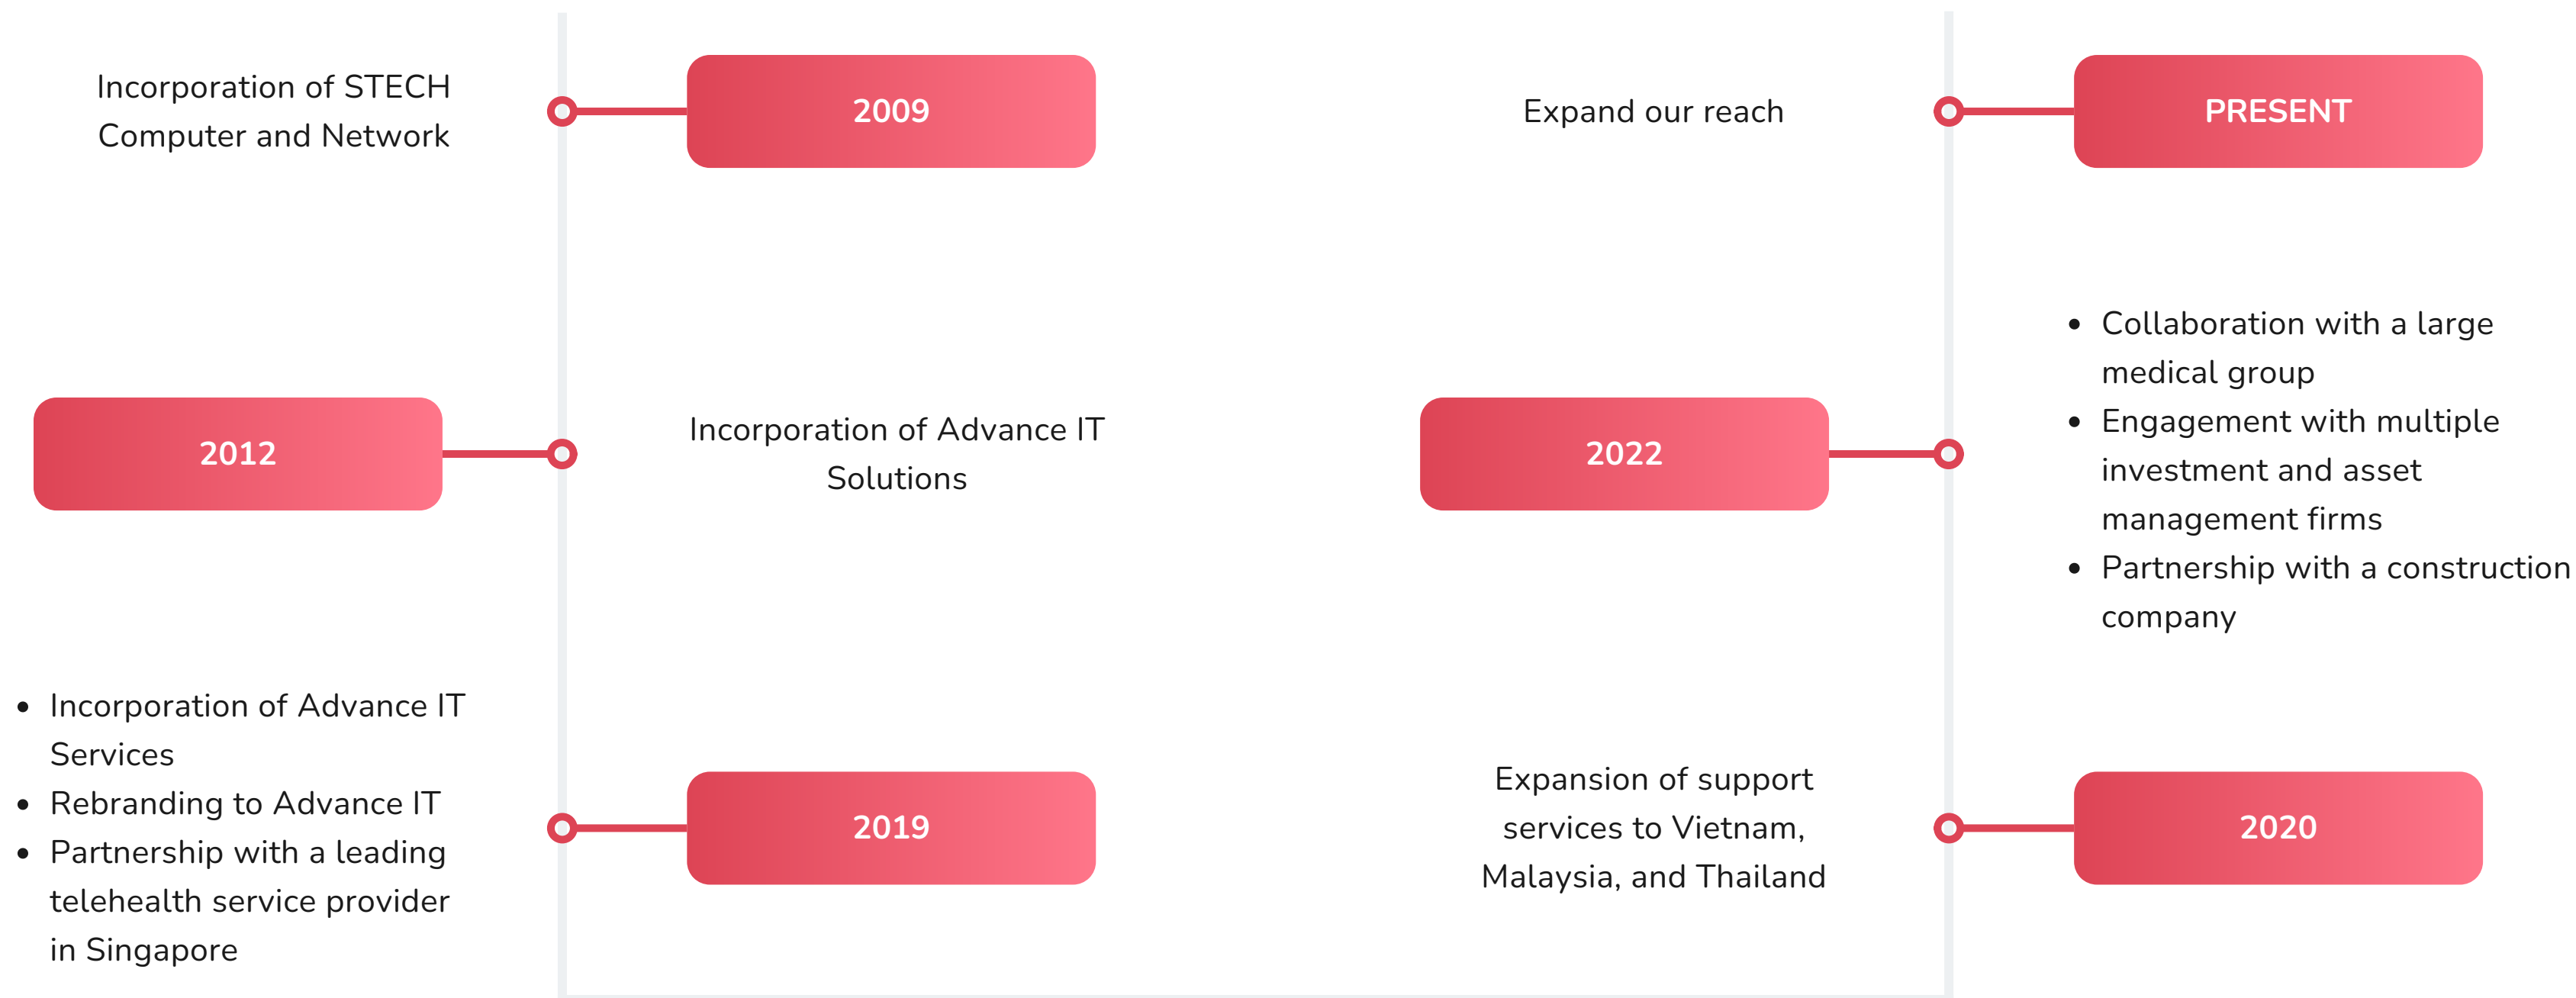 Incorporation of STECH
Computer and Network
2009
2012
Incorporation of Advance IT
Solutions
• Incorporation of Advance IT
Services
• Rebranding to Advance IT
• Partnership with a leading
telehealth service provider
in Singapore
2019
Expand our reach
PRESENT
2022
• Collaboration with a large
medical group
• Engagement with multiple
investment and asset
management firms
• Partnership with a construction
company
Expansion of support
services to Vietnam,
Malaysia, and Thailand
2020